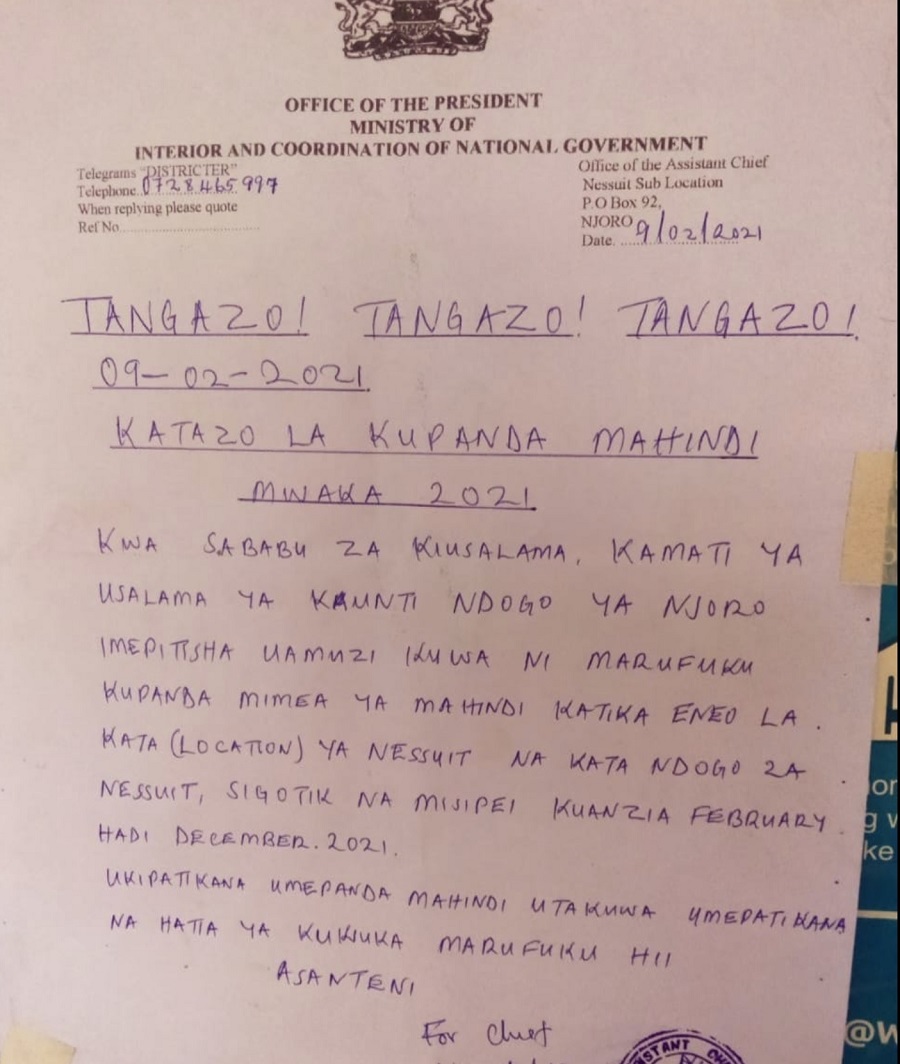 OFFICE OF THE PRESIDENT
MINISTRY OF
INTERIOR AND COORDINATION OF NATIONAL GOVERNMENT
Telegrams "DISTRICTER"
Telephone 0728465997
When replying please quote
Ref No
Office of the Assistant Chief
Nessuit Sub Location
P.O Box 92,
NJORO
Date. 9/02/2021
TANGAZO! TANGAZO! TANGAZO!
09-02-2021
KATAZO LA KUPANDA MAHINDI
MWAKA 2021
KWA SABABU ZA KIUSALAMA, KAMATI YA
USALAMA YA KAUNTI NDOGO YA NJORO
IMEPITISHA UAMUZI KUWA NI MARUFUKU
KUPANDA MIMEA YA MAHINDI KATIKA ENEO LA.
KATA (LOCATION) YA NESSUIT NA KATA NDOGO ZA
NESSUIT, SIGOTIK NA MISIPEI KUANZIA FEBRUARY
HADI DECEMBER. 2021.
UKIPATIKANA UMEPANDA MAHINDI UTAKUWA UMEPATIKANA
NA HATIA YA KUKIUKA MARUFUKU HII
ASANTENI
For Chief
@W